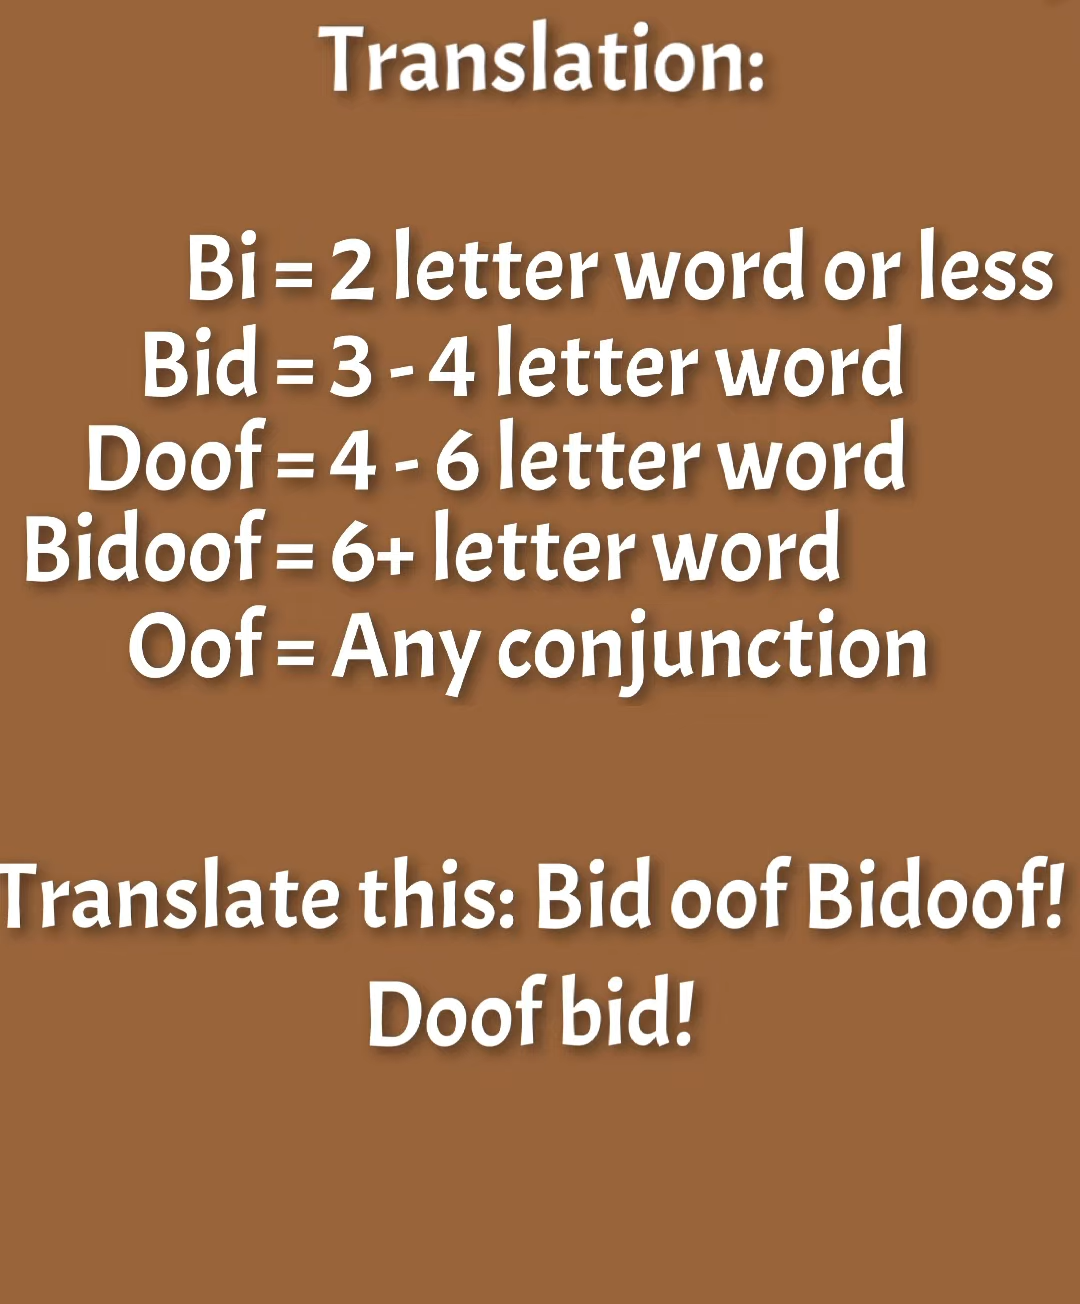 Translation:
Bi = 2 letter word or less
Bid = 3 - 4 letter word
Doof = 4 - 6 letter word
Bidoof = 6+ letter word
Oof = Any conjunction
Translate this: Bid oof Bidoof!
Doof bid!